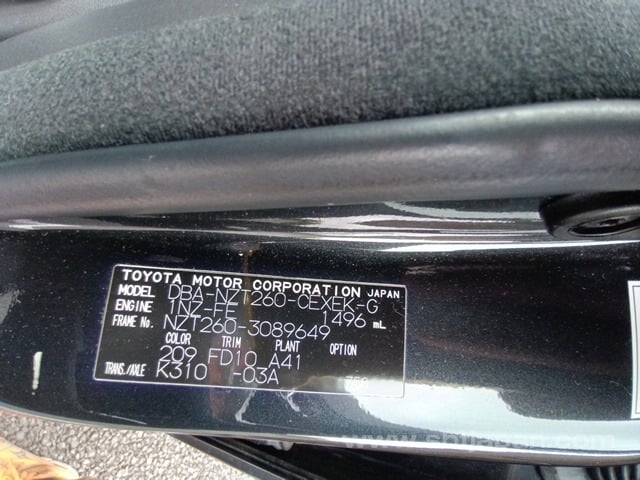 TOYOTA MOTOR CORPORATION JAPAN
MODEL DBA-NZT260-CEXEK-G
ENGINE 1NZ-FE 1496 mL
FRAME No. NZT260-3089649
COLOR TRIM PLANT OPTION
209 FD10 A41
TRANS./AXLE K310 -03A